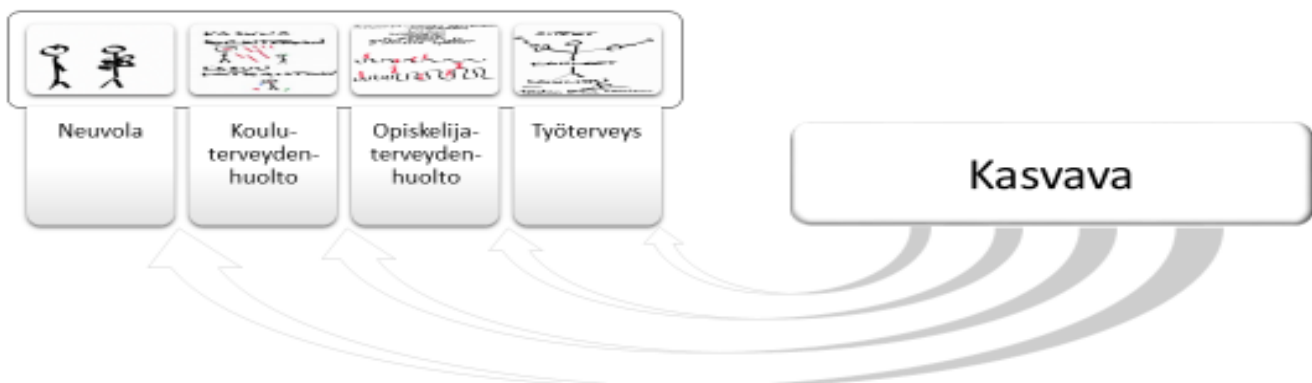 Neuvola
Koulu-
terveyden-
huolto
Opiskelija-
terveyden-
huolto
Työterveys
Kasvava